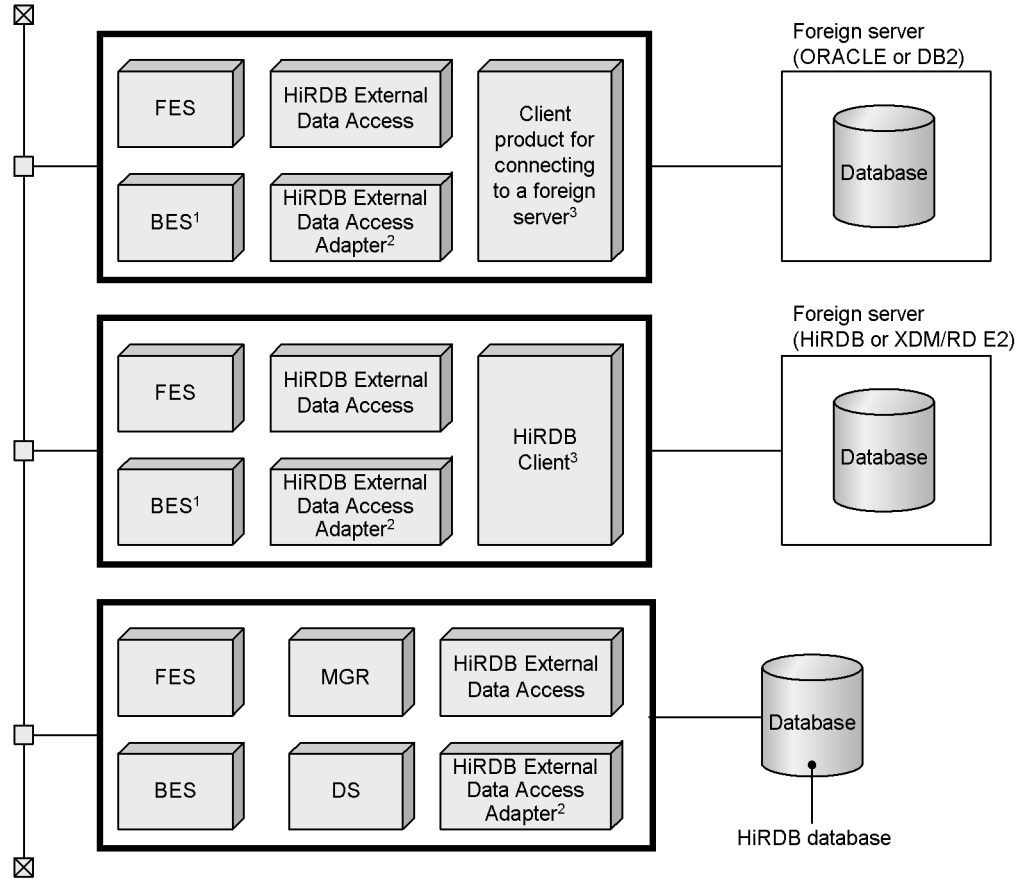 Foreign server
(ORACLE or DB2)
FES
HiRDB External
Data Access
Client
product for
connecting
to a foreign
server3
BES1
HiRDB External
Data Access
Adapter2
Database
Foreign server
(HiRDB or XDM/RD E2)
FES
HiRDB External
Data Access
HiRDB
Client3
BES1
HiRDB External
Data Access
Adapter2
Database
FES
MGR
HiRDB External
Data Access
BES
DS
HiRDB External
Data Access
Adapter2
Database
HiRDB database